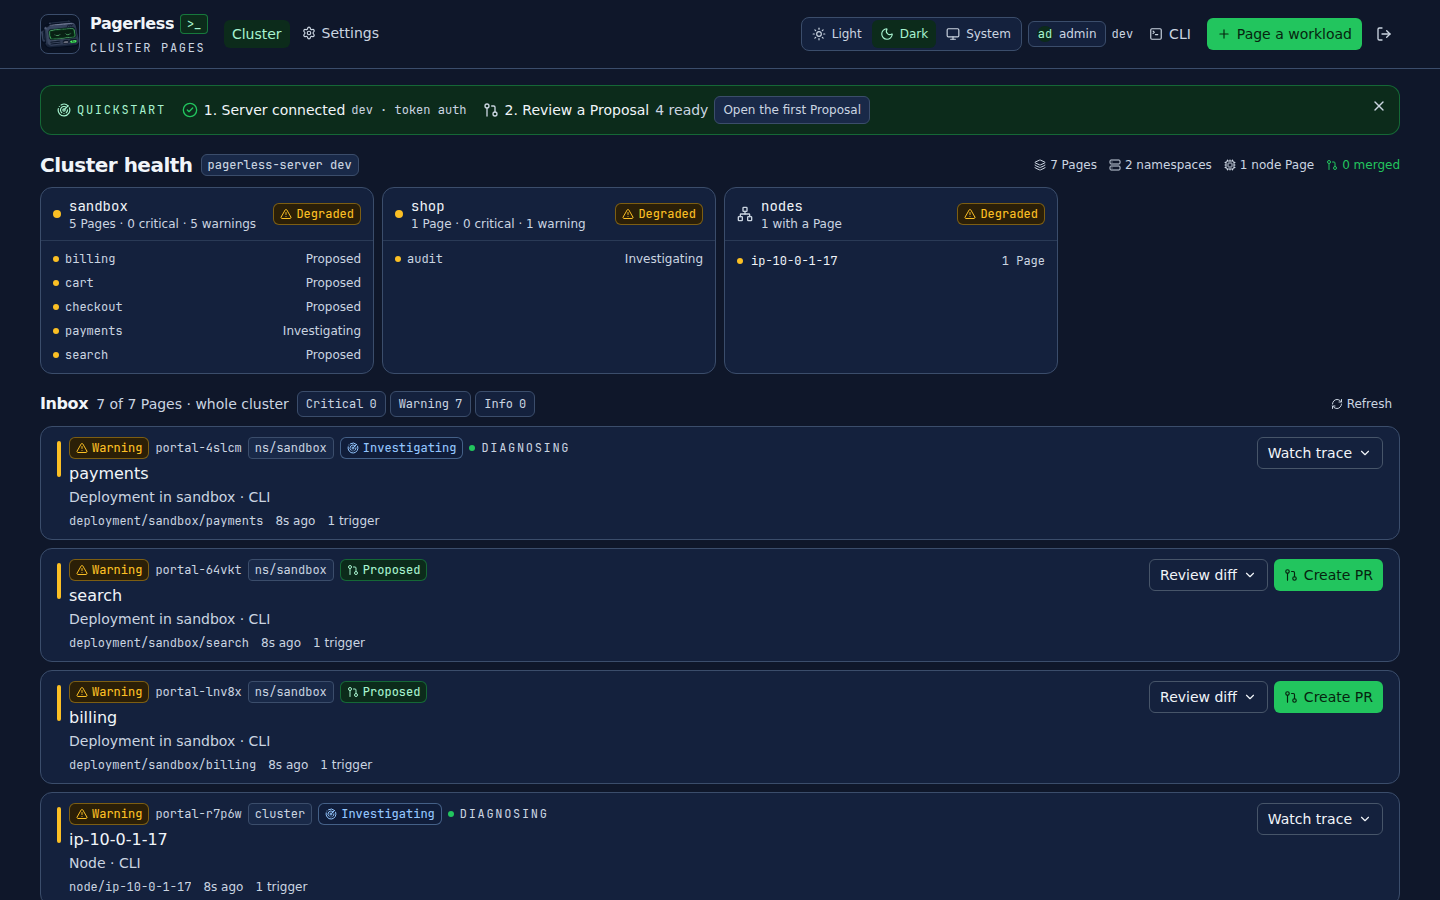 Pagerless >_
CLUSTER PAGES
Cluster
Settings
Light
Dark
System
ad admin
dev
CLI
+ Page a workload
QUICKSTART
1. Server connected dev · token auth
2. Review a Proposal 4 ready
Open the first Proposal
Cluster health
pagerless-server dev
7 Pages
2 namespaces
1 node Page
0 merged
sandbox
5 Pages · 0 critical · 5 warnings
Degraded
billing Proposed
cart Proposed
checkout Proposed
payments Investigating
search Proposed
shop
1 Page · 0 critical · 1 warning
Degraded
audit Investigating
nodes
1 with a Page
Degraded
ip-10-0-1-17 1 Page
Inbox 7 of 7 Pages · whole cluster
Critical 0
Warning 7
Info 0
Refresh
Warning portal-4slcm ns/sandbox Investigating DIAGNOSING
Watch trace
payments
Deployment in sandbox · CLI
deployment/sandbox/payments 8s ago 1 trigger
Warning portal-64vkt ns/sandbox Proposed
Review diff
Create PR
search
Deployment in sandbox · CLI
deployment/sandbox/search 8s ago 1 trigger
Warning portal-lnv8x ns/sandbox Proposed
Review diff
Create PR
billing
Deployment in sandbox · CLI
deployment/sandbox/billing 8s ago 1 trigger
Warning portal-r7p6w cluster Investigating DIAGNOSING
Watch trace
ip-10-0-1-17
Node · CLI
node/ip-10-0-1-17 8s ago 1 trigger